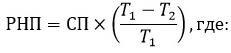 РНП = СП × ((T₁ − T₂) / T₁), где: